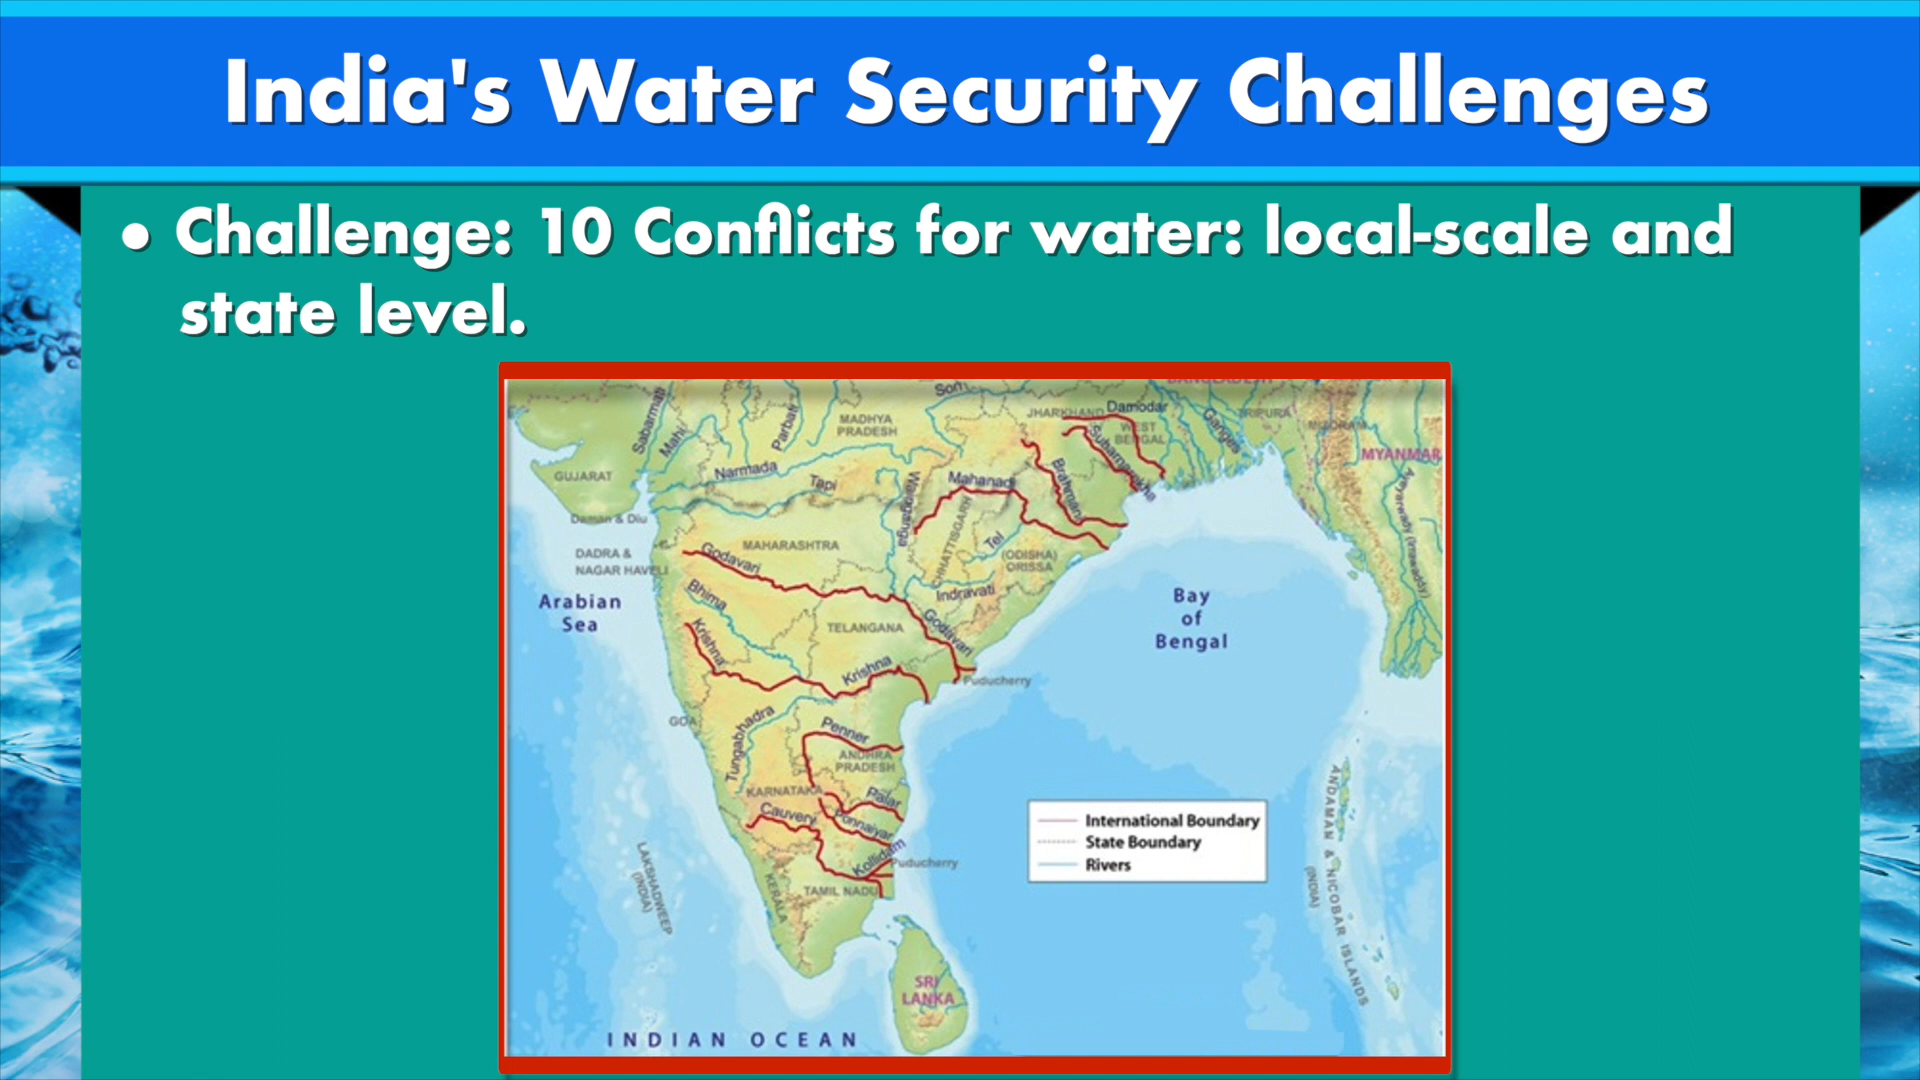 India's Water Security Challenges
• Challenge: 10 Conflicts for water: local-scale and
state level.
BANGLADESH
Son
Sabarmati
Mahi
Parbati
MADHYA
PRADESH
JHARKHAND
Damodar
WEST
BENGAL
Ganges
TRIPURA
MIZORAM
MYANMAR
Subarnarekha
Brahmani
Ayeyarwady (Irrawaddy)
GUJARAT
Narmada
Tapi
Wainganga
Mahanadi
CHHATTISGARH
Tel
(ODISHA)
ORISSA
Daman & Diu
DADRA &
NAGAR HAVELI
MAHARASHTRA
Godavari
Bhima
Indravati
Arabian
Sea
Bay
of
Bengal
Krishna
TELANGANA
Godavari
Krishna
Puducherry
GOA
Tungabhadra
Penner
ANDHRA
PRADESH
KARNATAKA
Palar
Cauvery
Ponnaiyar
Kollidam
Puducherry
TAMIL NADU
KERALA
LAKSHADWEEP
(INDIA)
International Boundary
State Boundary
Rivers
ANDAMAN & NICOBAR ISLANDS
(INDIA)
SRI
LANKA
INDIAN OCEAN